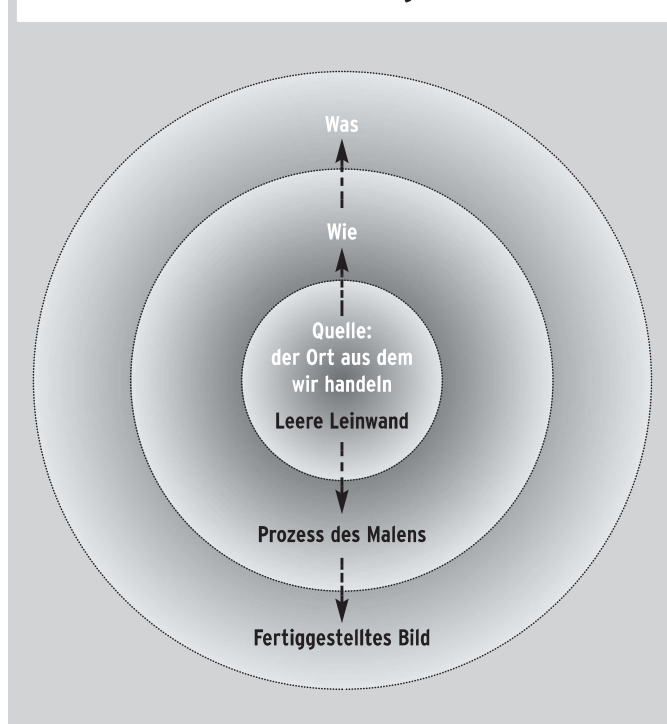 Was
Wie
Quelle:
der Ort aus dem
wir handeln
Leere Leinwand
Prozess des Malens
Fertiggestelltes Bild